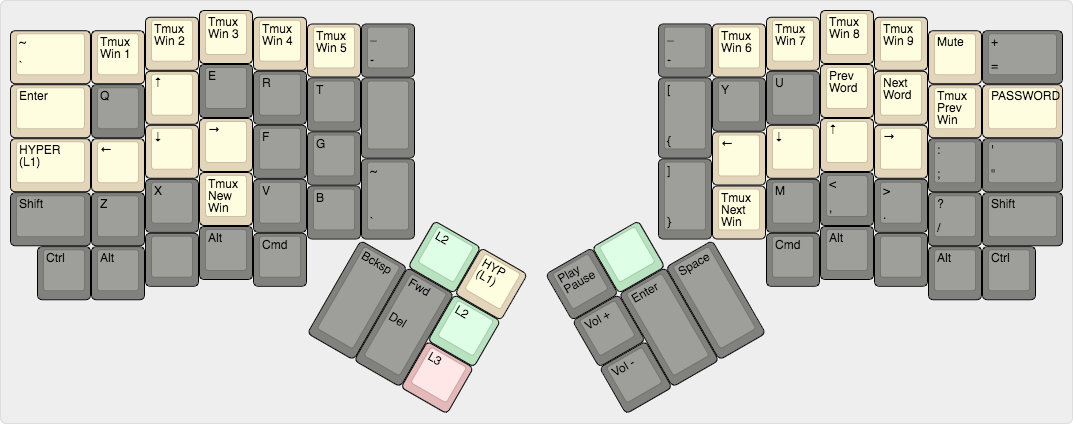 ~
`
Tmux
Win 1
Tmux
Win 2
Tmux
Win 3
Tmux
Win 4
Tmux
Win 5
_
-
Enter
Q
↑
E
R
T
HYPER
(L1)
←
↓
→
F
G
~
`
Shift
Z
X
Tmux
New
Win
V
B
Ctrl
Alt
Alt
Cmd
L2
HYP
(L1)
Bcksp
Fwd
Del
L2
L3
_
-
Tmux
Win 6
Tmux
Win 7
Tmux
Win 8
Tmux
Win 9
Mute
+
=
[
{
Y
U
Prev
Word
Next
Word
Tmux
Prev
Win
PASSWORD
]
}
←
↓
↑
→
:
;
'
"
Tmux
Next
Win
M
<
,
>
.
?
/
Shift
Cmd
Alt
Alt
Ctrl
Play
Pause
Vol +
Enter
Space
Vol -